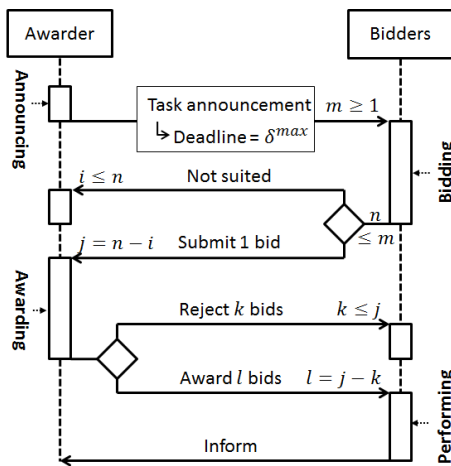 Awarder
Bidders
Announcing
Task announcement m ≥ 1
↳ Deadline = δ^max
Bidding
i ≤ n Not suited
n
≤ m
j = n − i Submit 1 bid
Awarding
Reject k bids k ≤ j
Award l bids l = j − k
Performing
Inform